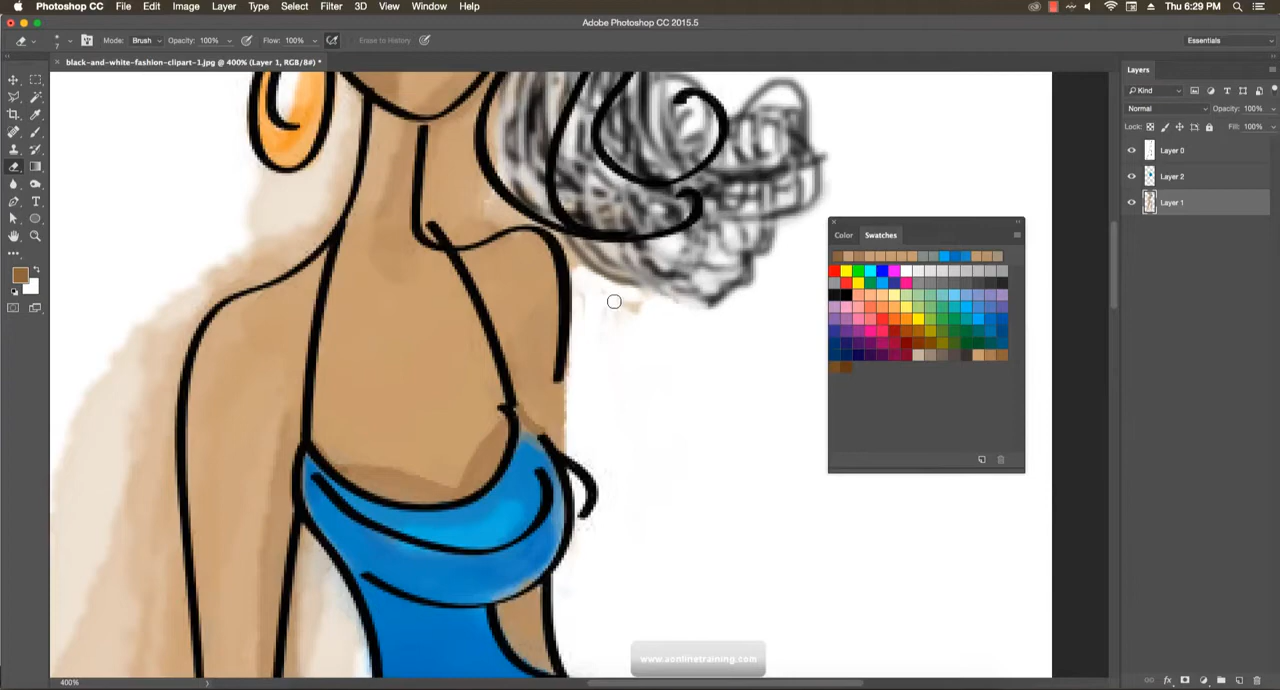 Photoshop CC File Edit Image Layer Type Select Filter 3D View Window Help Thu 6:29 PM
Adobe Photoshop CC 2015.5
7 Mode: Brush Opacity: 100% Flow: 100% Erase to History Essentials
black-and-white-fashion-clipart-1.jpg @ 400% (Layer 1, RGB/8#) *
Layers
Kind
Normal Opacity: 100%
Lock: Fill: 100%
Layer 0
Layer 2
Layer 1
Color Swatches
www.aonlinetraining.com
400%